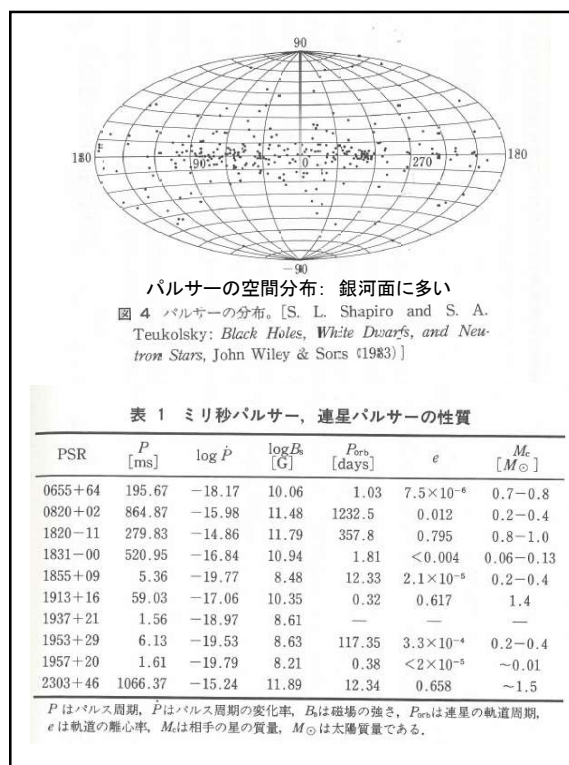 90
180 90 0 270 180
−90
パルサーの空間分布: 銀河面に多い
図 4 パルサーの分布。[S. L. Shapiro and S. A.
Teukolsky: Black Holes, White Dwarfs, and Neu-
tron Stars, John Wiley & Sons (1983)]
表 1 ミリ秒パルサー,連星パルサーの性質
PSR P [ms] log Ṗ logBs [G] Porb [days] e Mc [M⊙]
0655+64 195.67 −18.17 10.06 1.03 7.5×10⁻⁶ 0.7−0.8
0820+02 864.87 −15.98 11.48 1232.5 0.012 0.2−0.4
1820−11 279.83 −14.86 11.79 357.8 0.795 0.8−1.0
1831−00 520.95 −16.84 10.94 1.81 <0.004 0.06−0.13
1855+09 5.36 −19.77 8.48 12.33 2.1×10⁻⁵ 0.2−0.4
1913+16 59.03 −17.06 10.35 0.32 0.617 1.4
1937+21 1.56 −18.97 8.61 — — —
1953+29 6.13 −19.53 8.63 117.35 3.3×10⁻⁴ 0.2−0.4
1957+20 1.61 −19.79 8.21 0.38 <2×10⁻⁵ ~0.01
2303+46 1066.37 −15.24 11.89 12.34 0.658 ~1.5
P はパルス周期,Ṗはパルス周期の変化率,Bsは磁場の強さ,Porbは連星の軌道周期,
e は軌道の離心率,Mcは相手の星の質量,M⊙は太陽質量である.